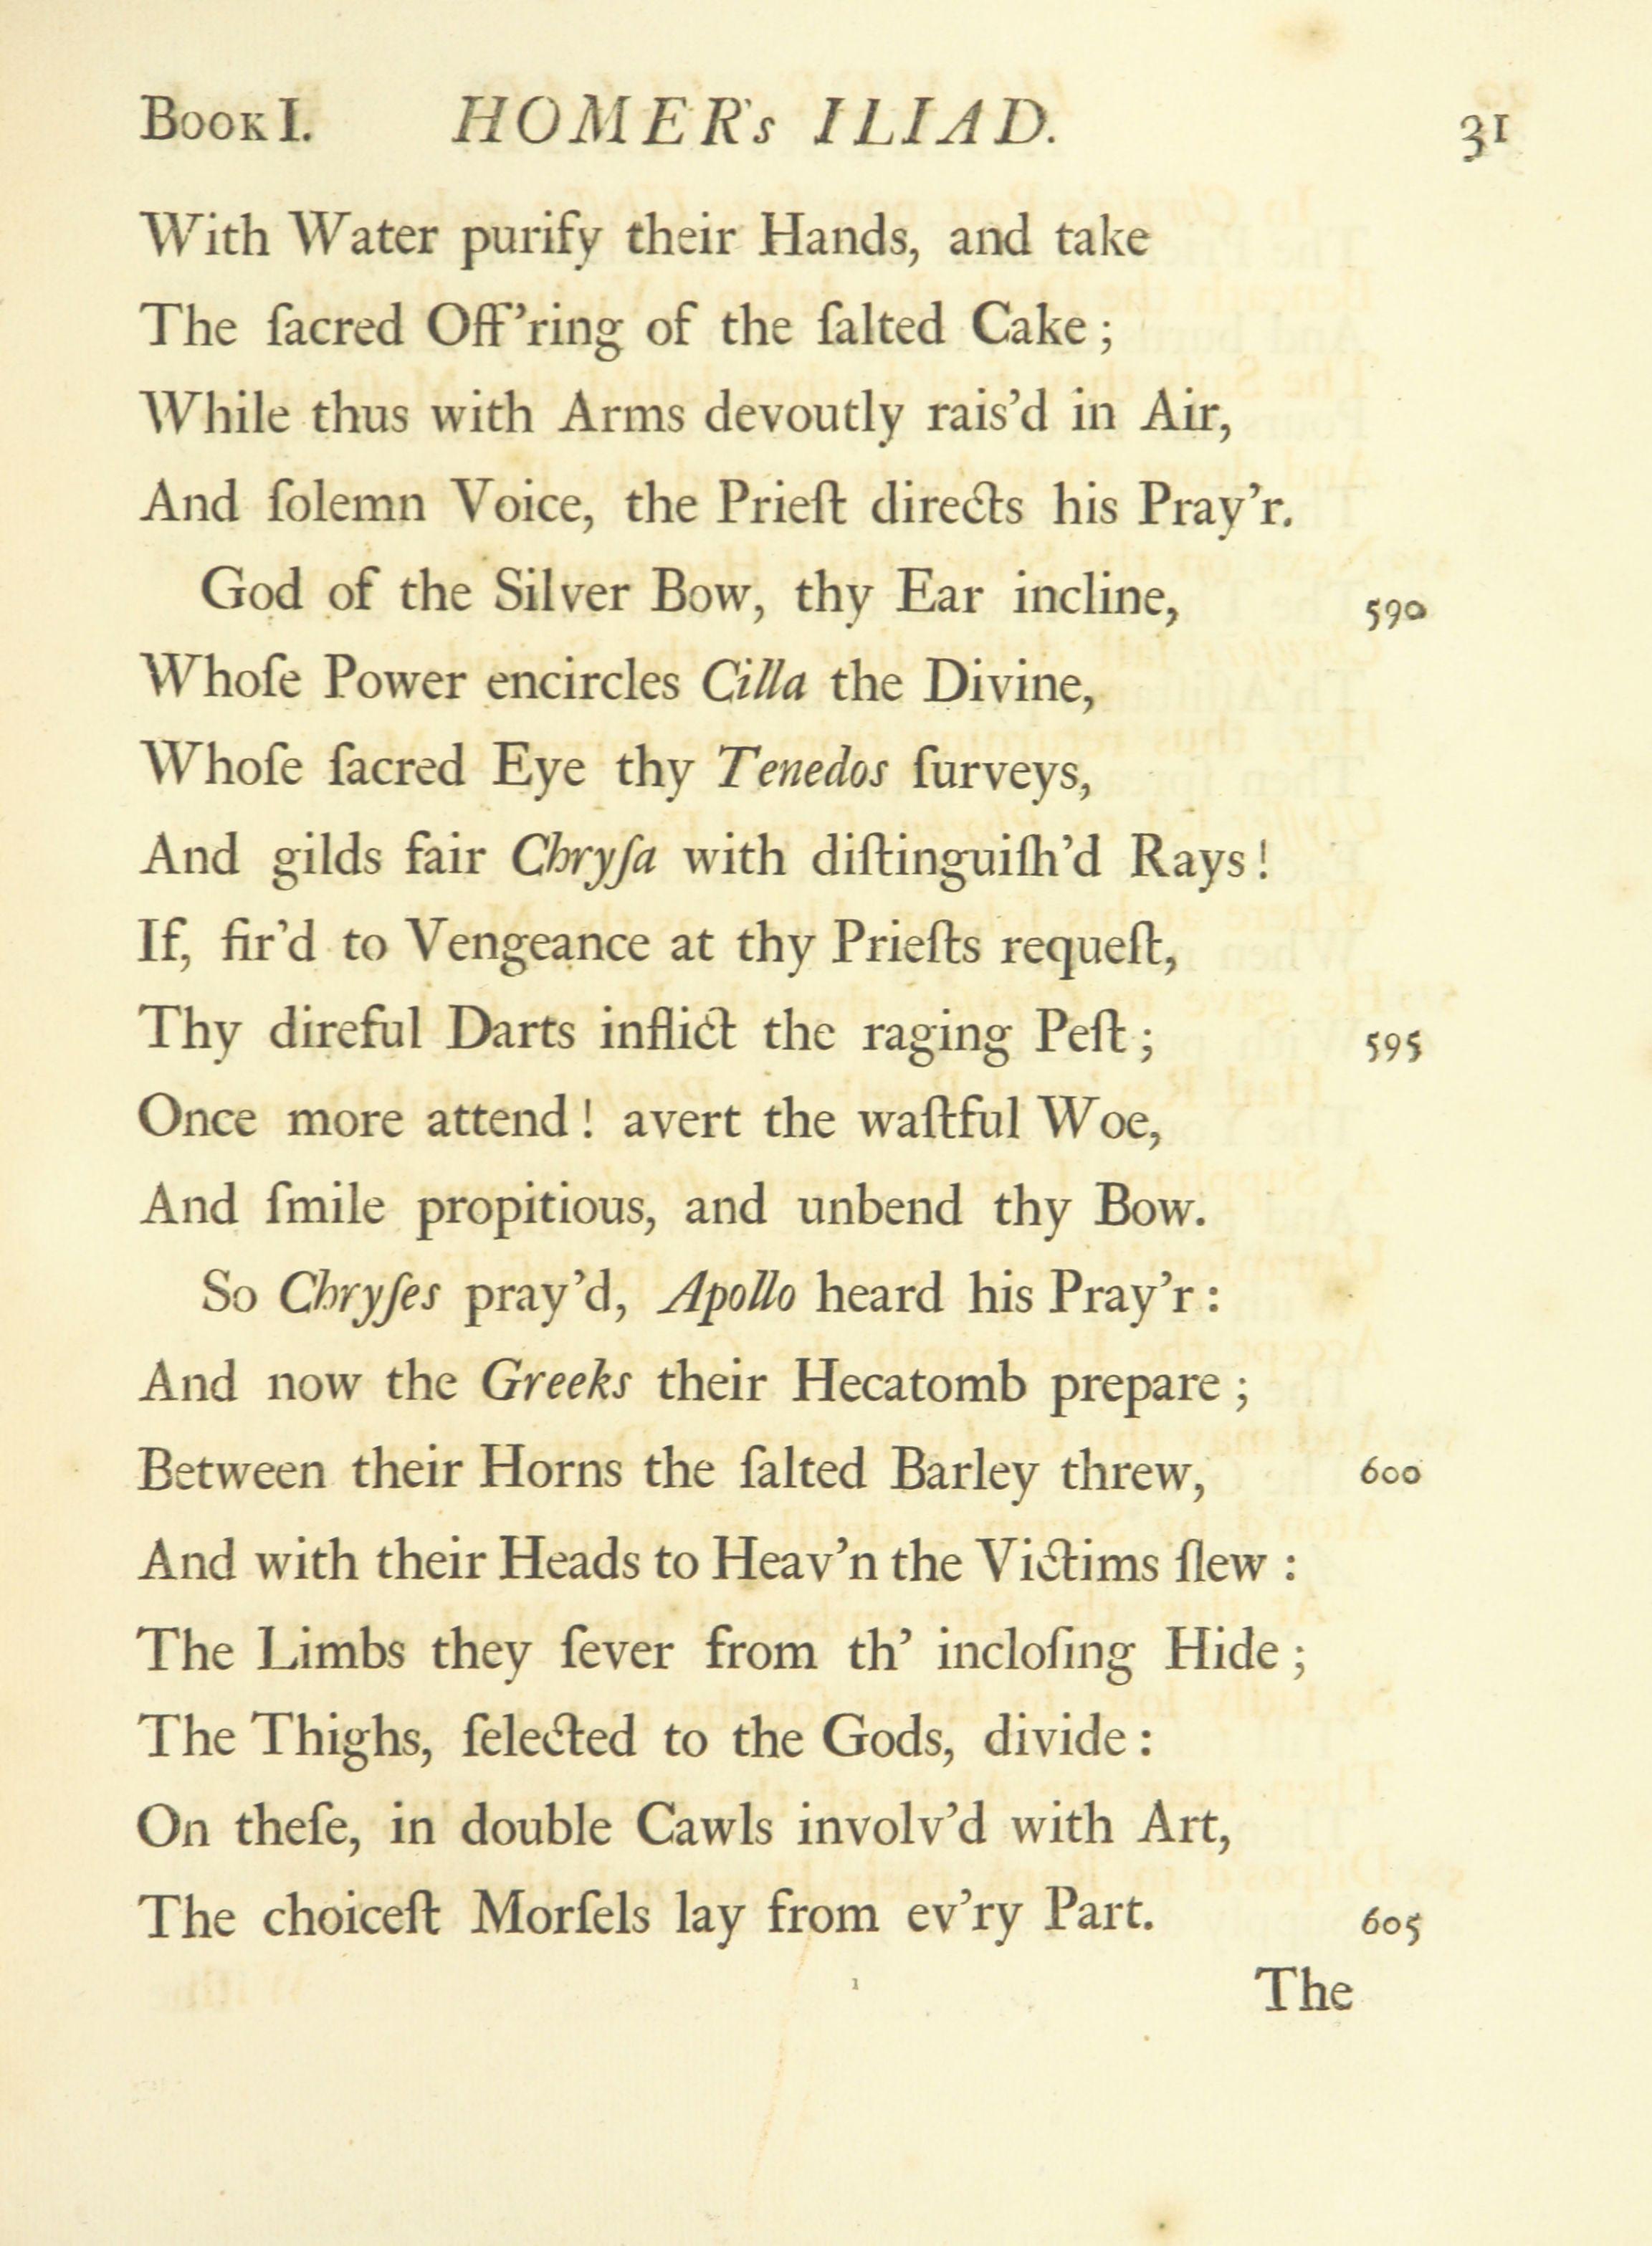 BOOK I. HOMER's ILIAD. 31
With Water purify their Hands, and take
The ſacred Off'ring of the ſalted Cake;
While thus with Arms devoutly rais'd in Air,
And ſolemn Voice, the Prieſt directs his Pray'r.
God of the Silver Bow, thy Ear incline, 590
Whoſe Power encircles Cilla the Divine,
Whoſe ſacred Eye thy Tenedos ſurveys,
And gilds fair Chryſa with diſtinguiſh'd Rays!
If, fir'd to Vengeance at thy Prieſts requeſt,
Thy direful Darts inflict the raging Peſt; 595
Once more attend! avert the waſtful Woe,
And ſmile propitious, and unbend thy Bow.
So Chryſes pray'd, Apollo heard his Pray'r:
And now the Greeks their Hecatomb prepare;
Between their Horns the ſalted Barley threw, 600
And with their Heads to Heav'n the Victims ſlew:
The Limbs they ſever from th' incloſing Hide;
The Thighs, ſelected to the Gods, divide:
On theſe, in double Cawls involv'd with Art,
The choiceſt Morſels lay from ev'ry Part. 605
1 The